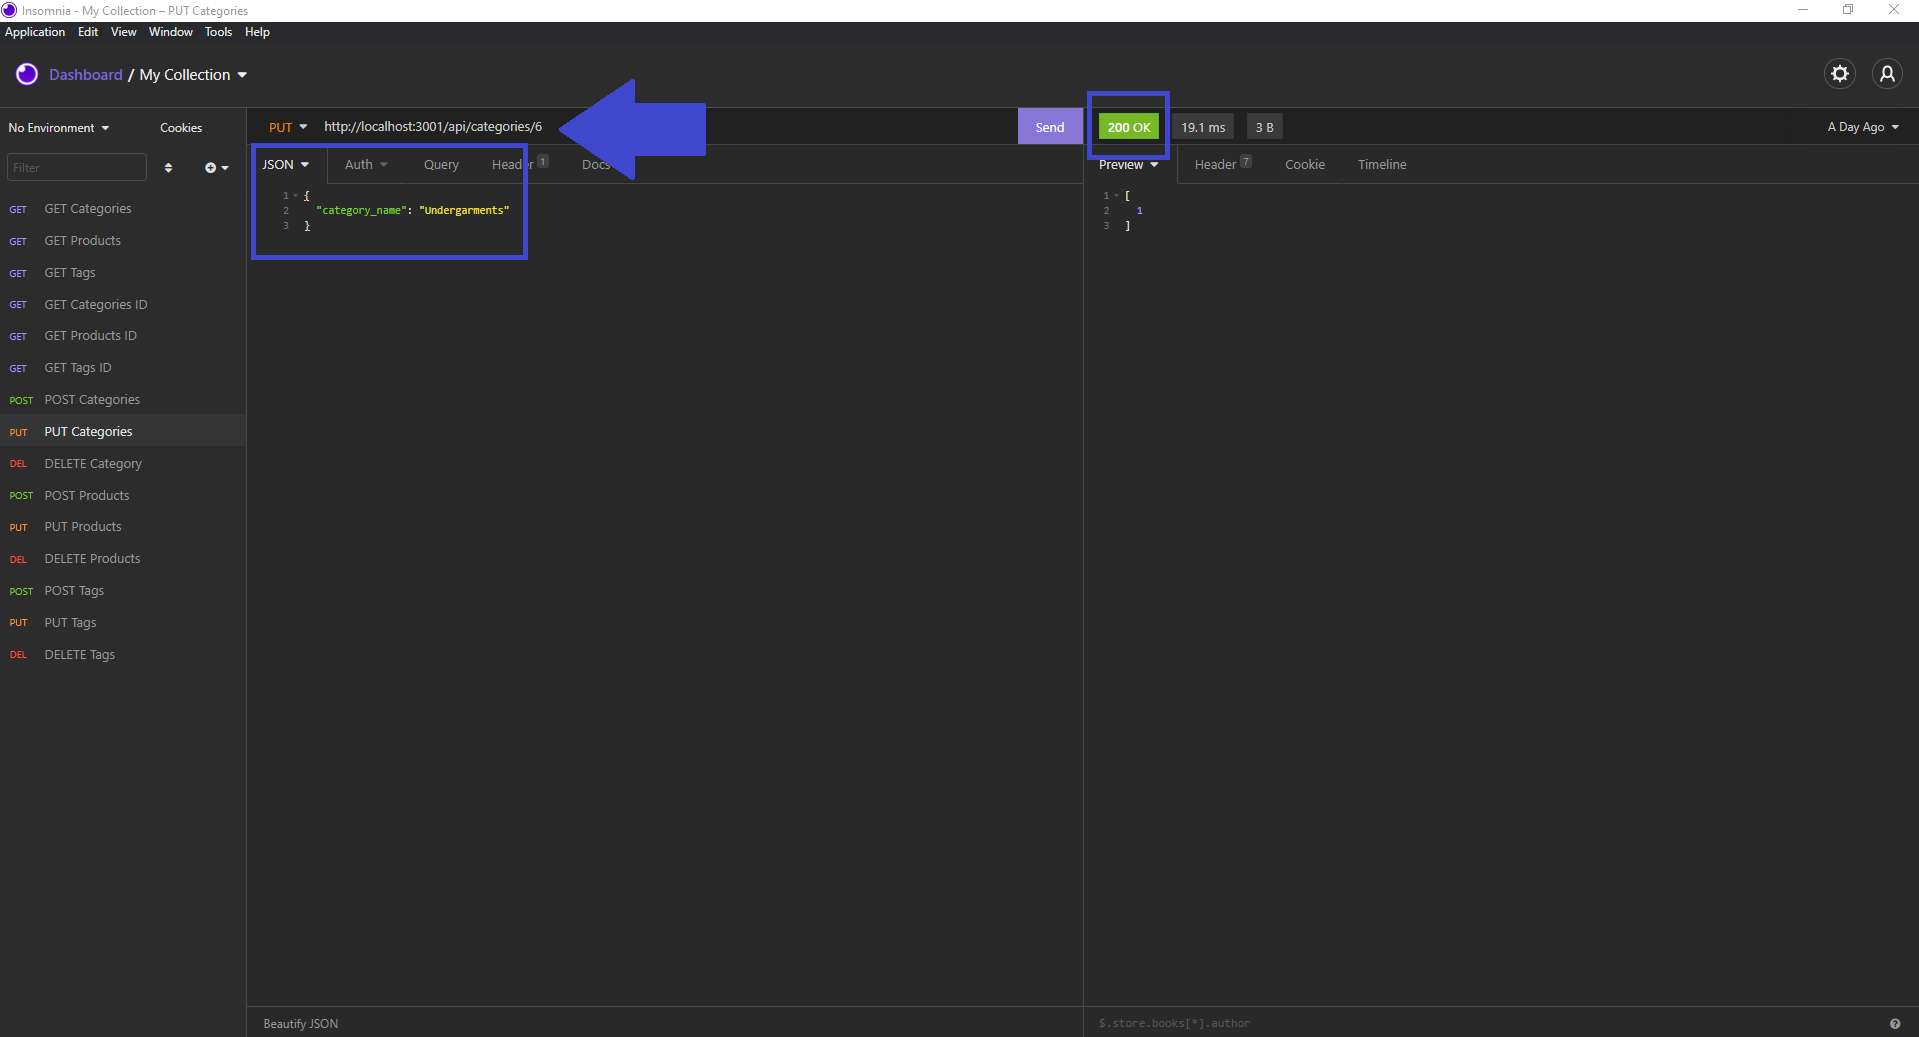 Insomnia - My Collection – PUT Categories
Application Edit View Window Tools Help
Dashboard / My Collection
No Environment Cookies
Filter
GET GET Categories
GET GET Products
GET GET Tags
GET GET Categories ID
GET GET Products ID
GET GET Tags ID
POST POST Categories
PUT PUT Categories
DEL DELETE Category
POST POST Products
PUT PUT Products
DEL DELETE Products
POST POST Tags
PUT PUT Tags
DEL DELETE Tags
PUT http://localhost:3001/api/categories/6 Send
JSON Auth Query Header 1 Docs
1 {
2 "category_name": "Undergarments"
3 }
Beautify JSON
200 OK 19.1 ms 3 B A Day Ago
Preview Header 7 Cookie Timeline
1 [
2 1
3 ]
$.store.books[*].author